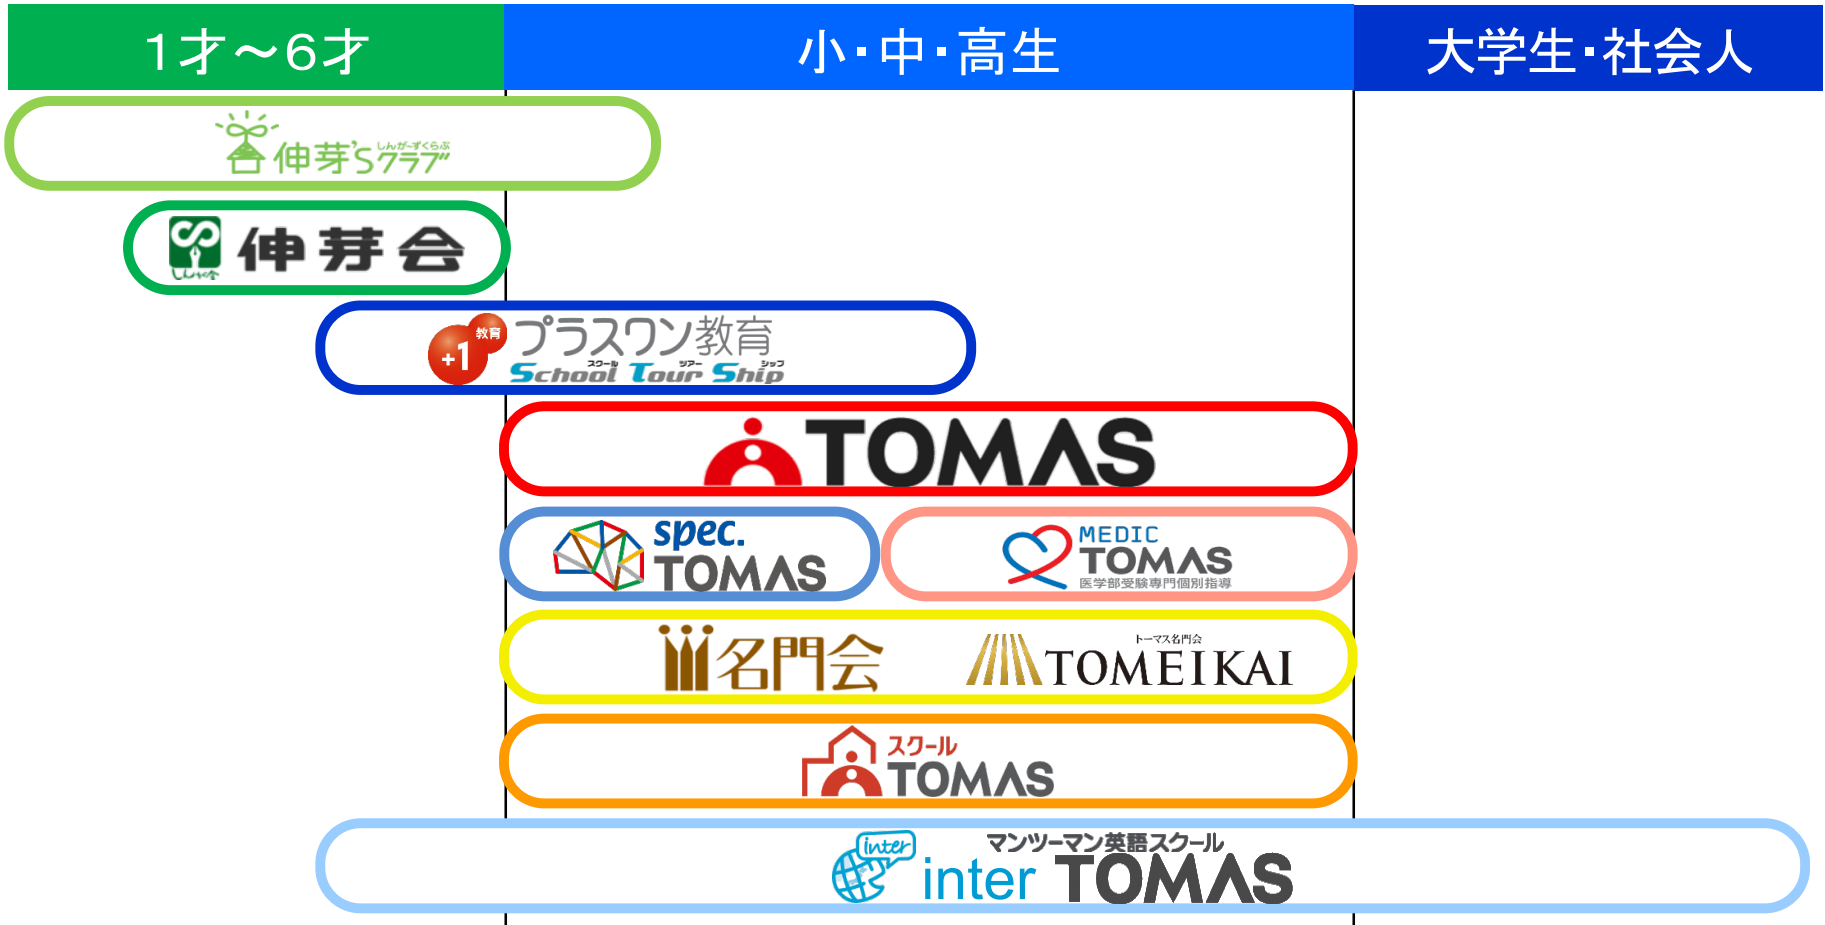 1才～6才
小・中・高生
大学生・社会人
しんが〜ずくらぶ
伸芽'Sクラブ
伸芽会
しんが会
+1 教育
プラスワン教育
スクール ツアー シップ
School Tour Ship
TOMAS
spec.
TOMAS
MEDIC
TOMAS
医学部受験専門個別指導
名門会
トーマス名門会
TOMEIKAI
スクール
TOMAS
inter
マンツーマン英語スクール
inter TOMAS